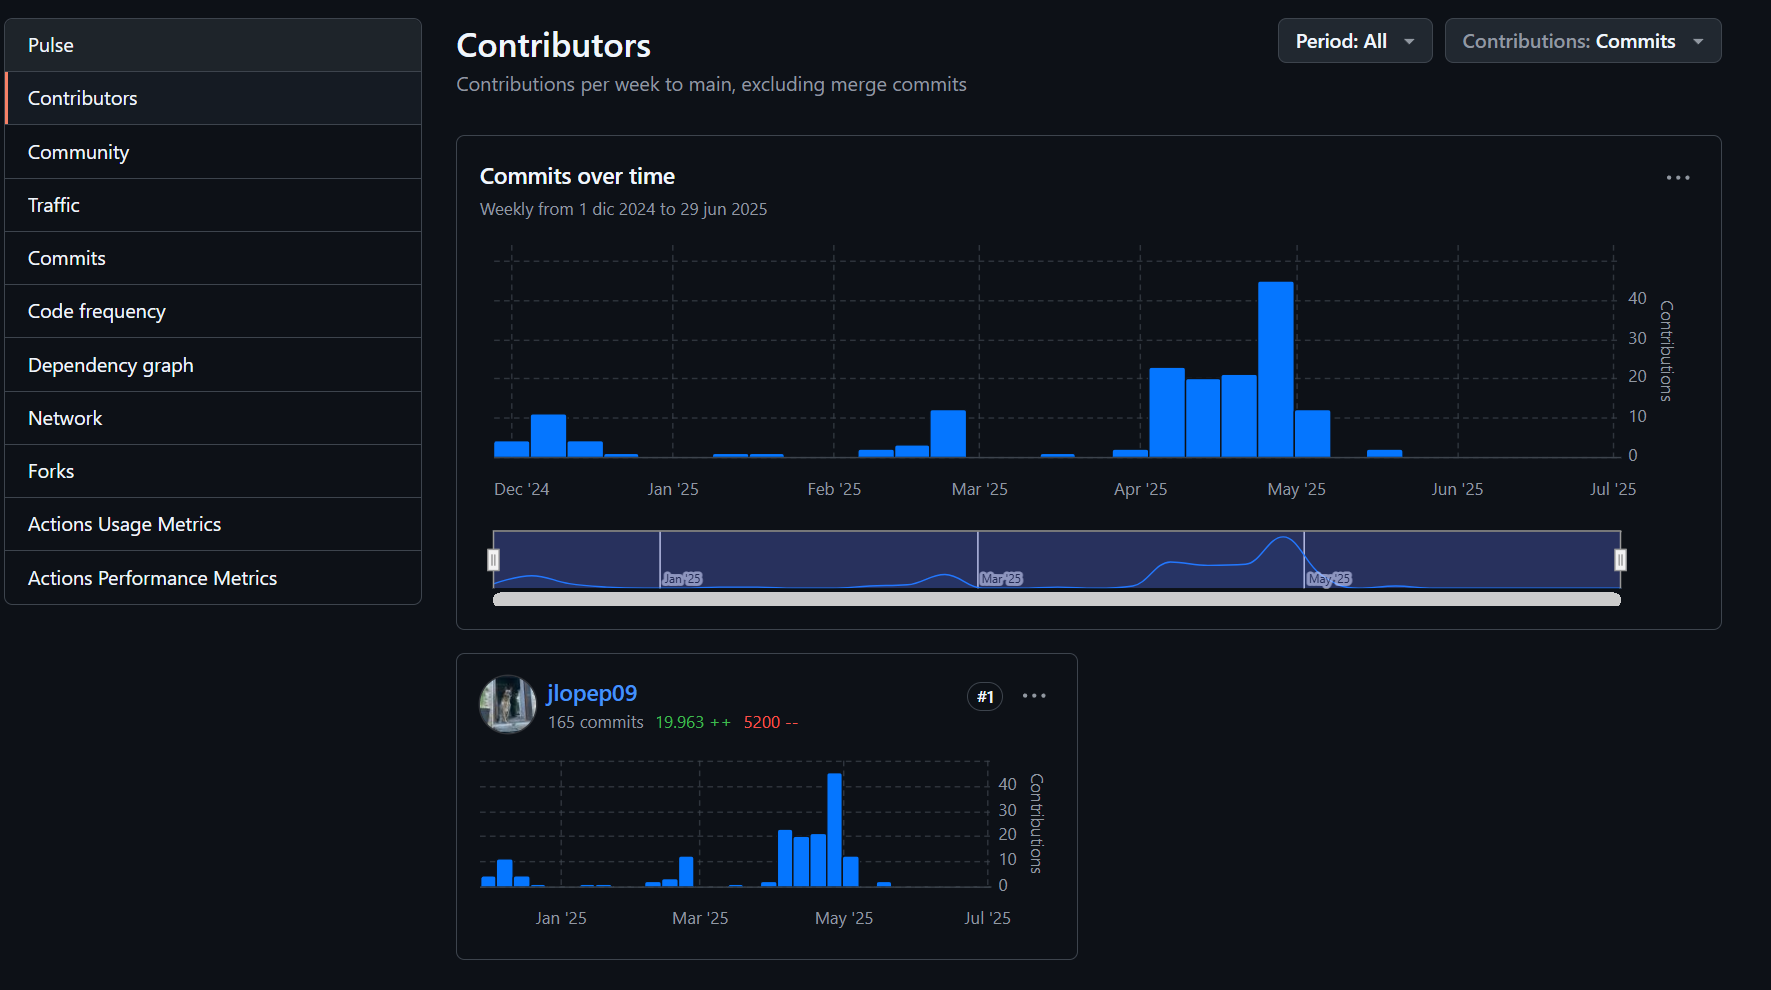 Pulse
Contributors
Community
Traffic
Commits
Code frequency
Dependency graph
Network
Forks
Actions Usage Metrics
Actions Performance Metrics
Contributors
Contributions per week to main, excluding merge commits
Period: All
Contributions: Commits
Commits over time
Weekly from 1 dic 2024 to 29 jun 2025
40
30
20
10
0
Contributions
Dec '24 Jan '25 Feb '25 Mar '25 Apr '25 May '25 Jun '25 Jul '25
Jan '25 Mar '25 May '25
jlopep09
165 commits 19.963 ++ 5200 --
#1
40
30
20
10
0
Contributions
Jan '25 Mar '25 May '25 Jul '25